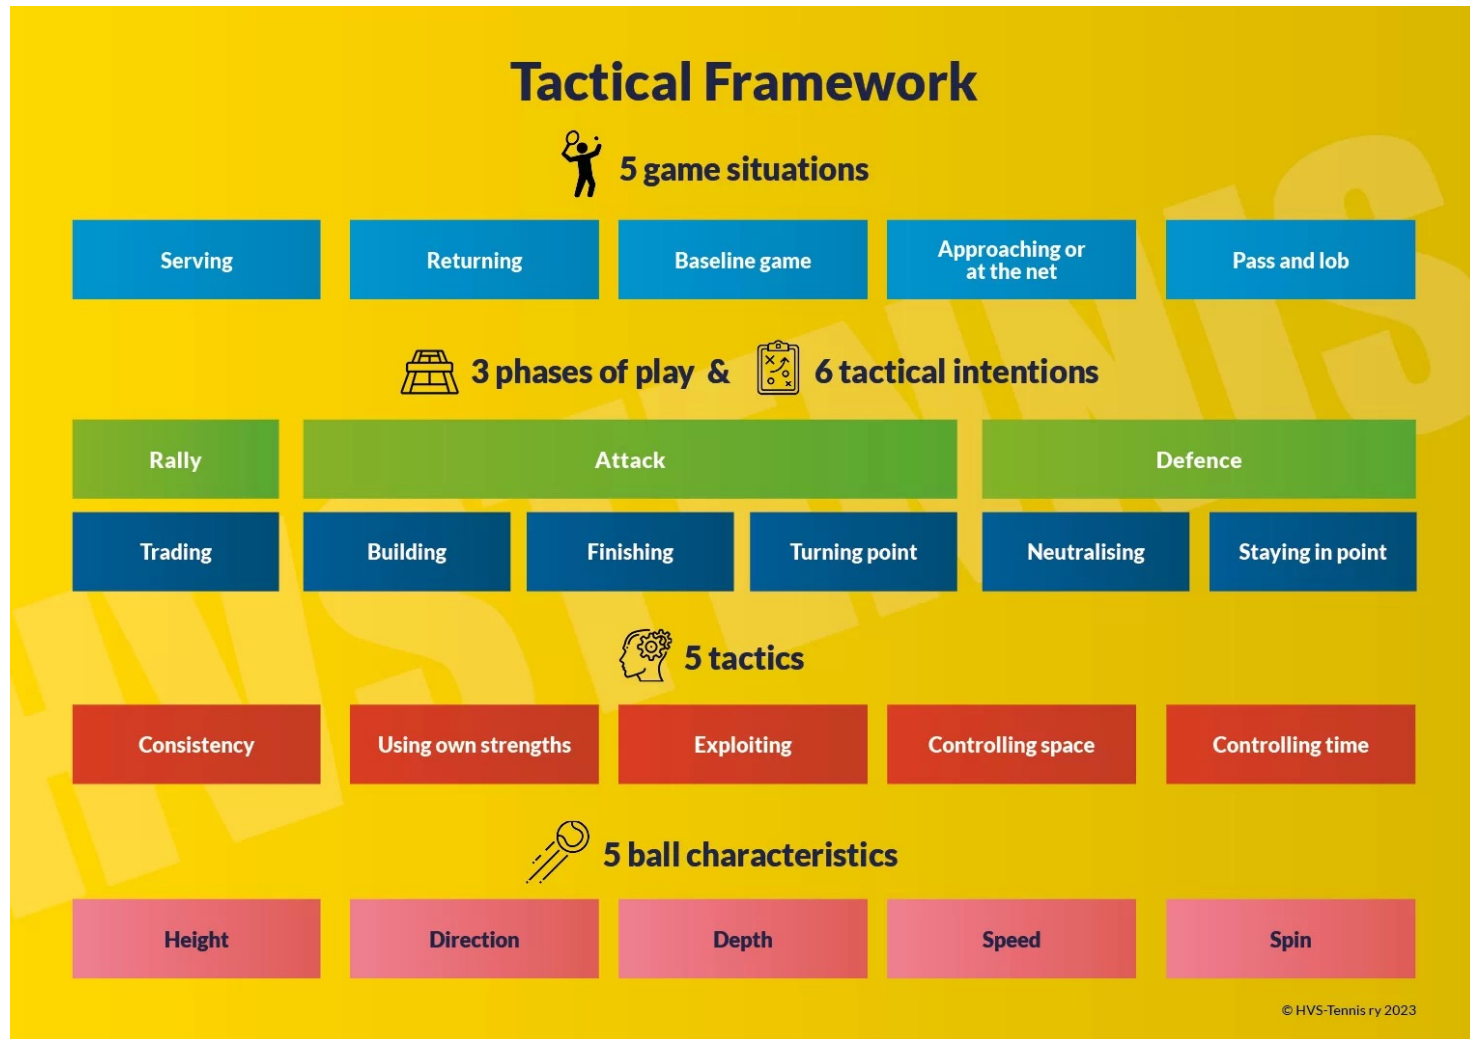 Tactical Framework
5 game situations
Serving
Returning
Baseline game
Approaching or
at the net
Pass and lob
3 phases of play & 6 tactical intentions
Rally
Attack
Defence
Trading
Building
Finishing
Turning point
Neutralising
Staying in point
5 tactics
Consistency
Using own strengths
Exploiting
Controlling space
Controlling time
5 ball characteristics
Height
Direction
Depth
Speed
Spin
© HVS-Tennis ry 2023
HVS TENNIS